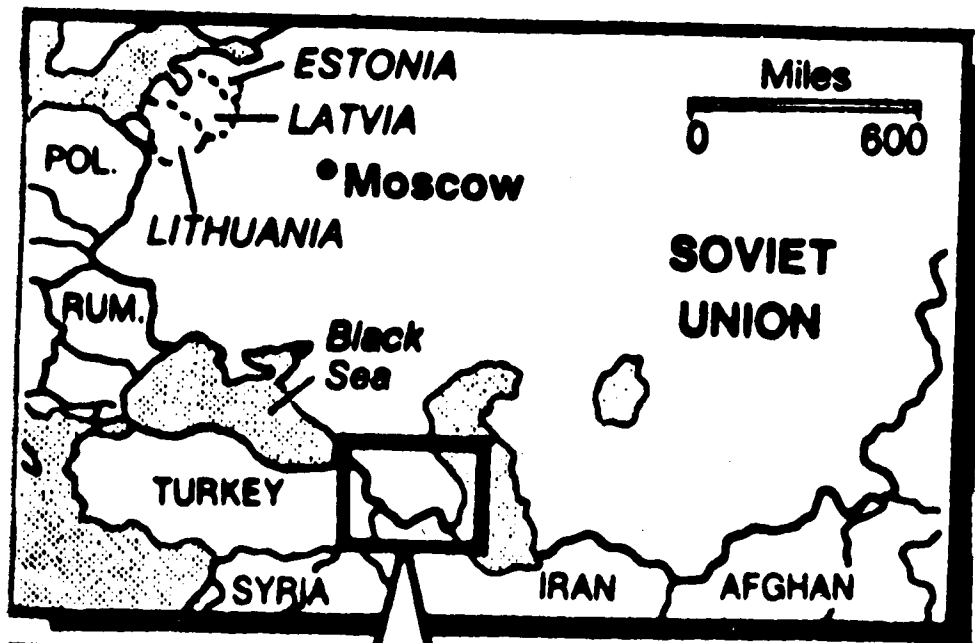 ESTONIA
LATVIA
Miles
0 600
POL.
Moscow
LITHUANIA
SOVIET
UNION
RUM.
Black
Sea
TURKEY
SYRIA
IRAN
AFGHAN